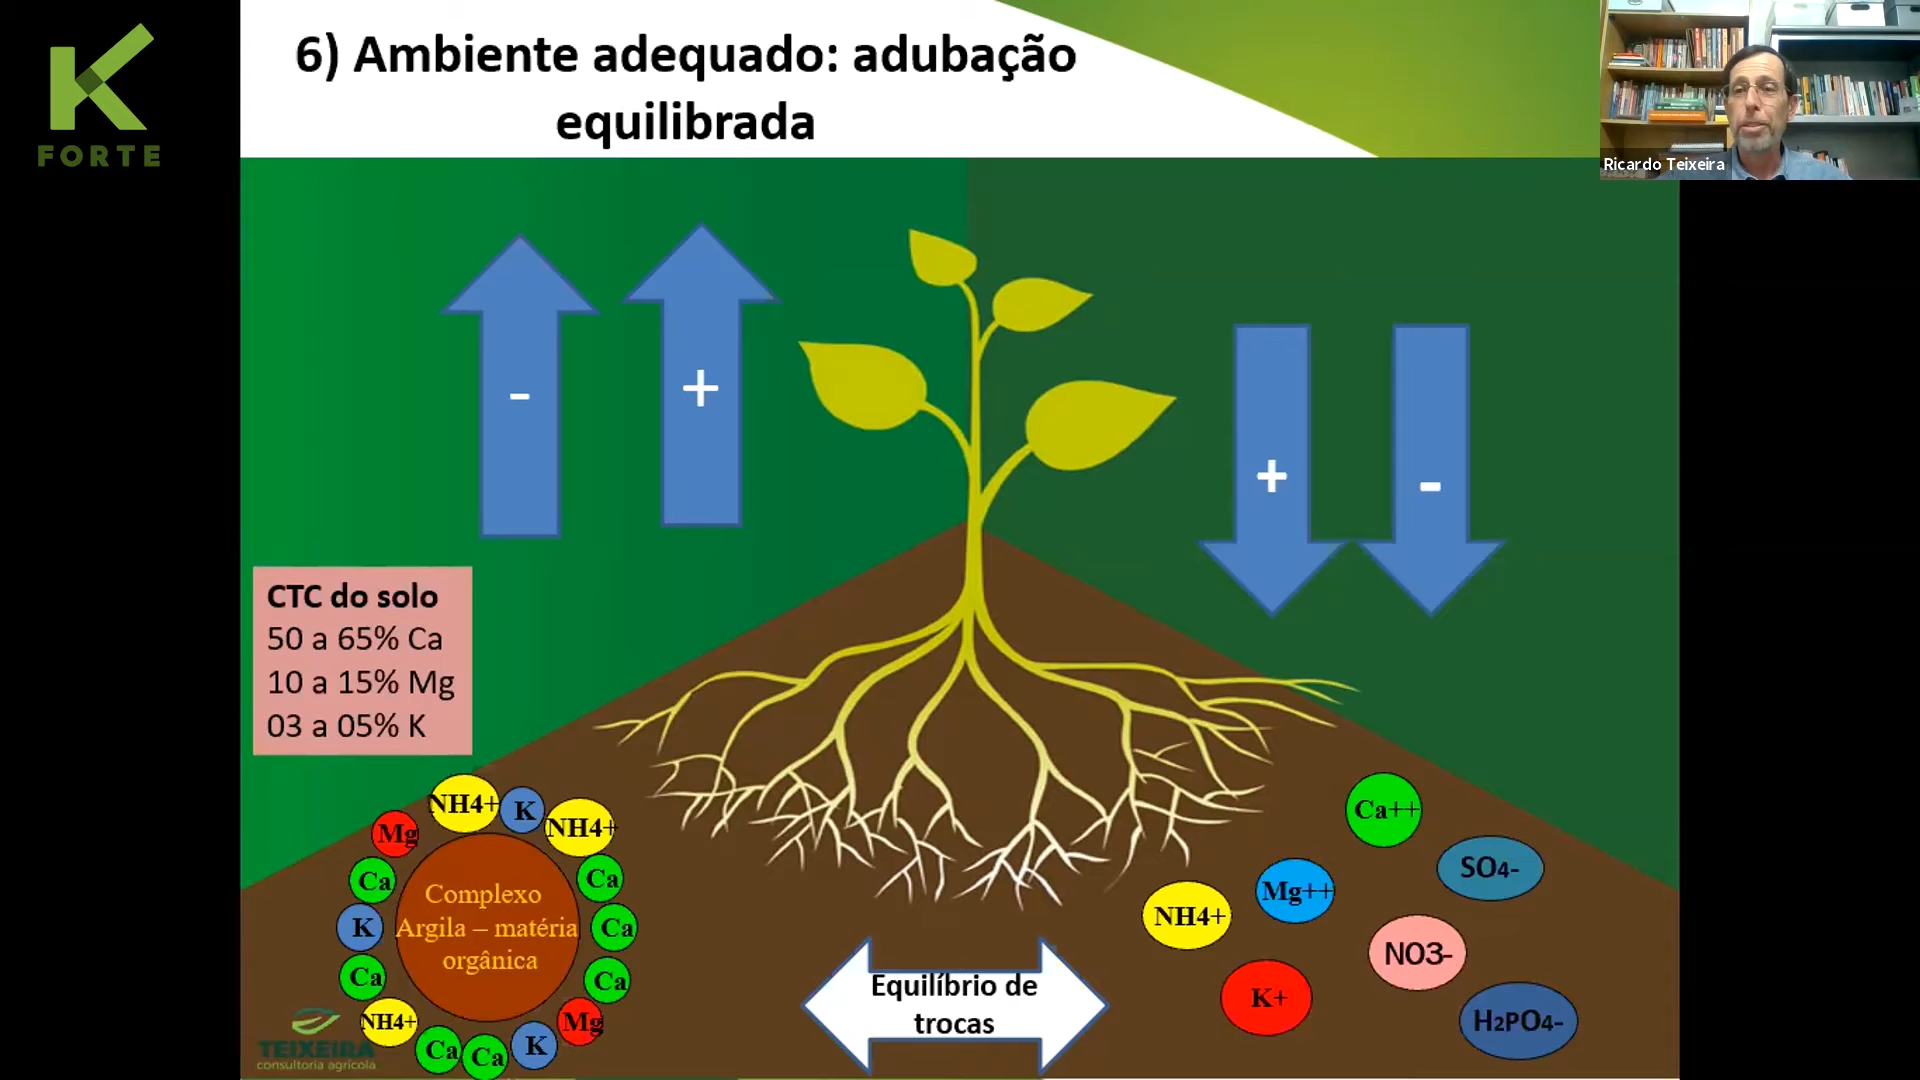 K
FORTE
6) Ambiente adequado: adubação
equilibrada
Ricardo Teixeira
-
+
+
-
CTC do solo
50 a 65% Ca
10 a 15% Mg
03 a 05% K
NH4+
K
NH4+
Mg
Ca
Ca
K
Ca
Ca
Ca
NH4+
Mg
Ca
Ca
K
Complexo
Argila – matéria
orgânica
TEIXEIRA
consultoria agrícola
Equilíbrio de
trocas
Ca++
SO4-
Mg++
NH4+
NO3-
K+
H2PO4-